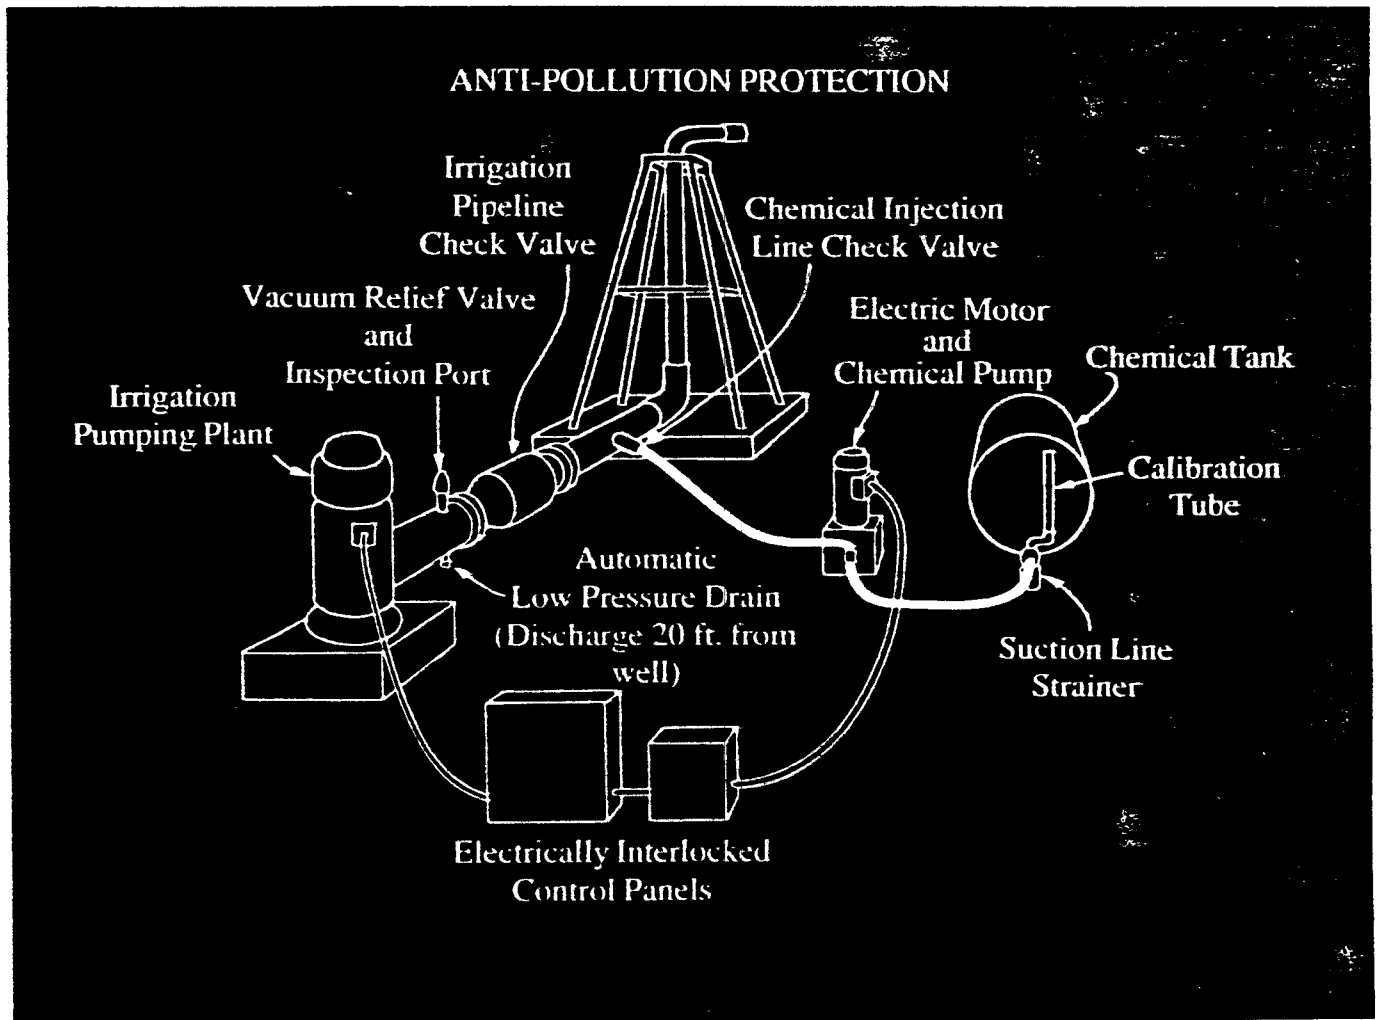 ANTI-POLLUTION PROTECTION
Irrigation
Pipeline
Check Valve
Chemical Injection
Line Check Valve
Vacuum Relief Valve
and
Inspection Port
Electric Motor
and
Chemical Pump
Chemical Tank
Irrigation
Pumping Plant
Calibration
Tube
Automatic
Low Pressure Drain
(Discharge 20 ft. from
well)
Suction Line
Strainer
Electrically Interlocked
Control Panels